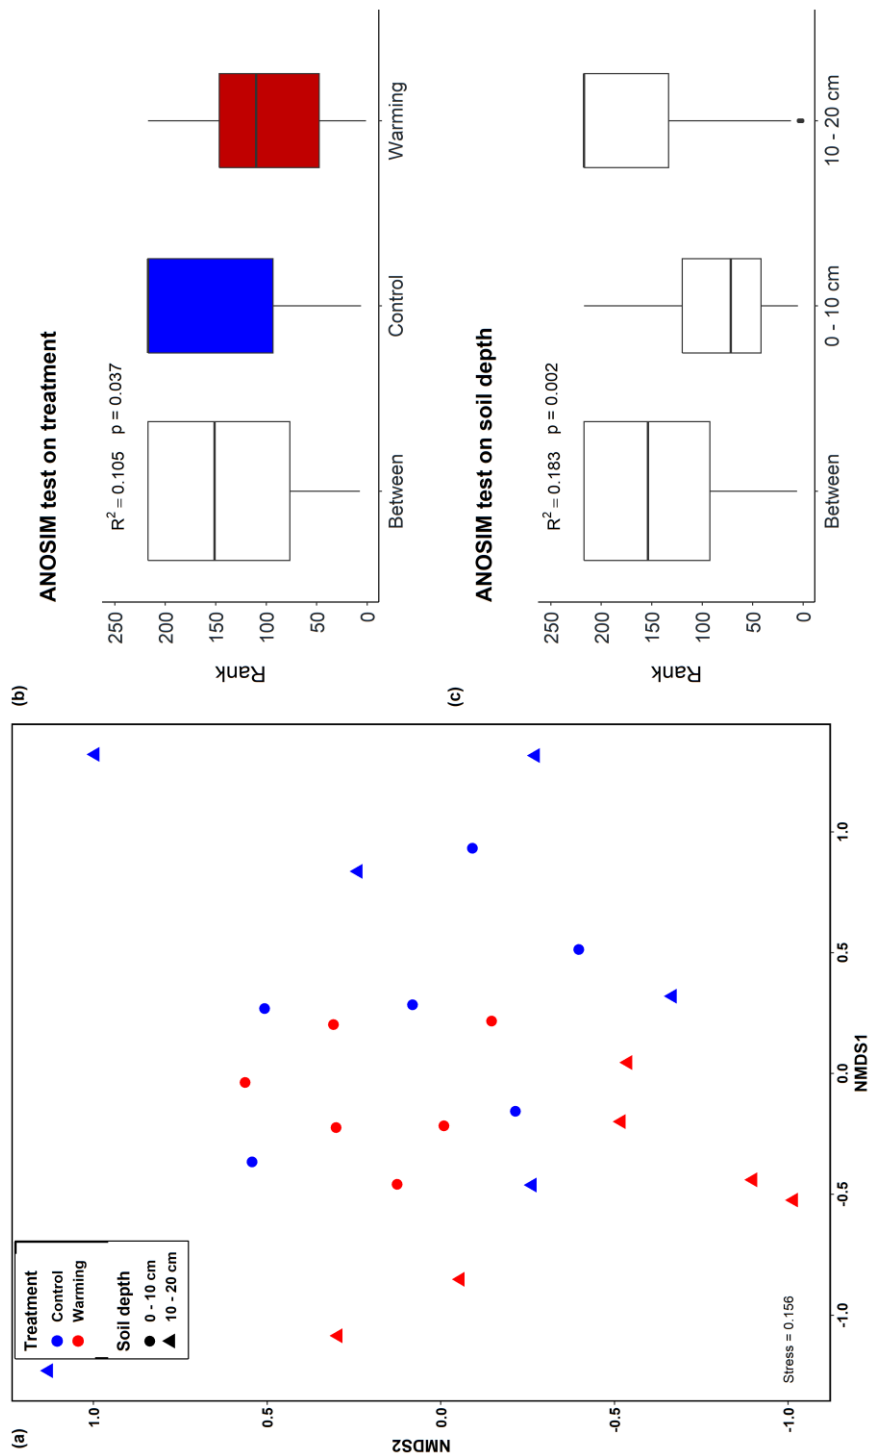 (a)
1.0
0.5
0.0
-0.5
-1.0
NMDS2
Treatment
Control
Warming
Soil depth
0 - 10 cm
10 - 20 cm
Stress = 0.156
-1.0
-0.5
0.0
0.5
1.0
NMDS1
(b)
ANOSIM test on treatment
R² = 0.105 p = 0.037
250
200
150
100
50
0
Rank
Between
Control
Warming
(c)
ANOSIM test on soil depth
R² = 0.183 p = 0.002
250
200
150
100
50
0
Rank
Between
0 - 10 cm
10 - 20 cm